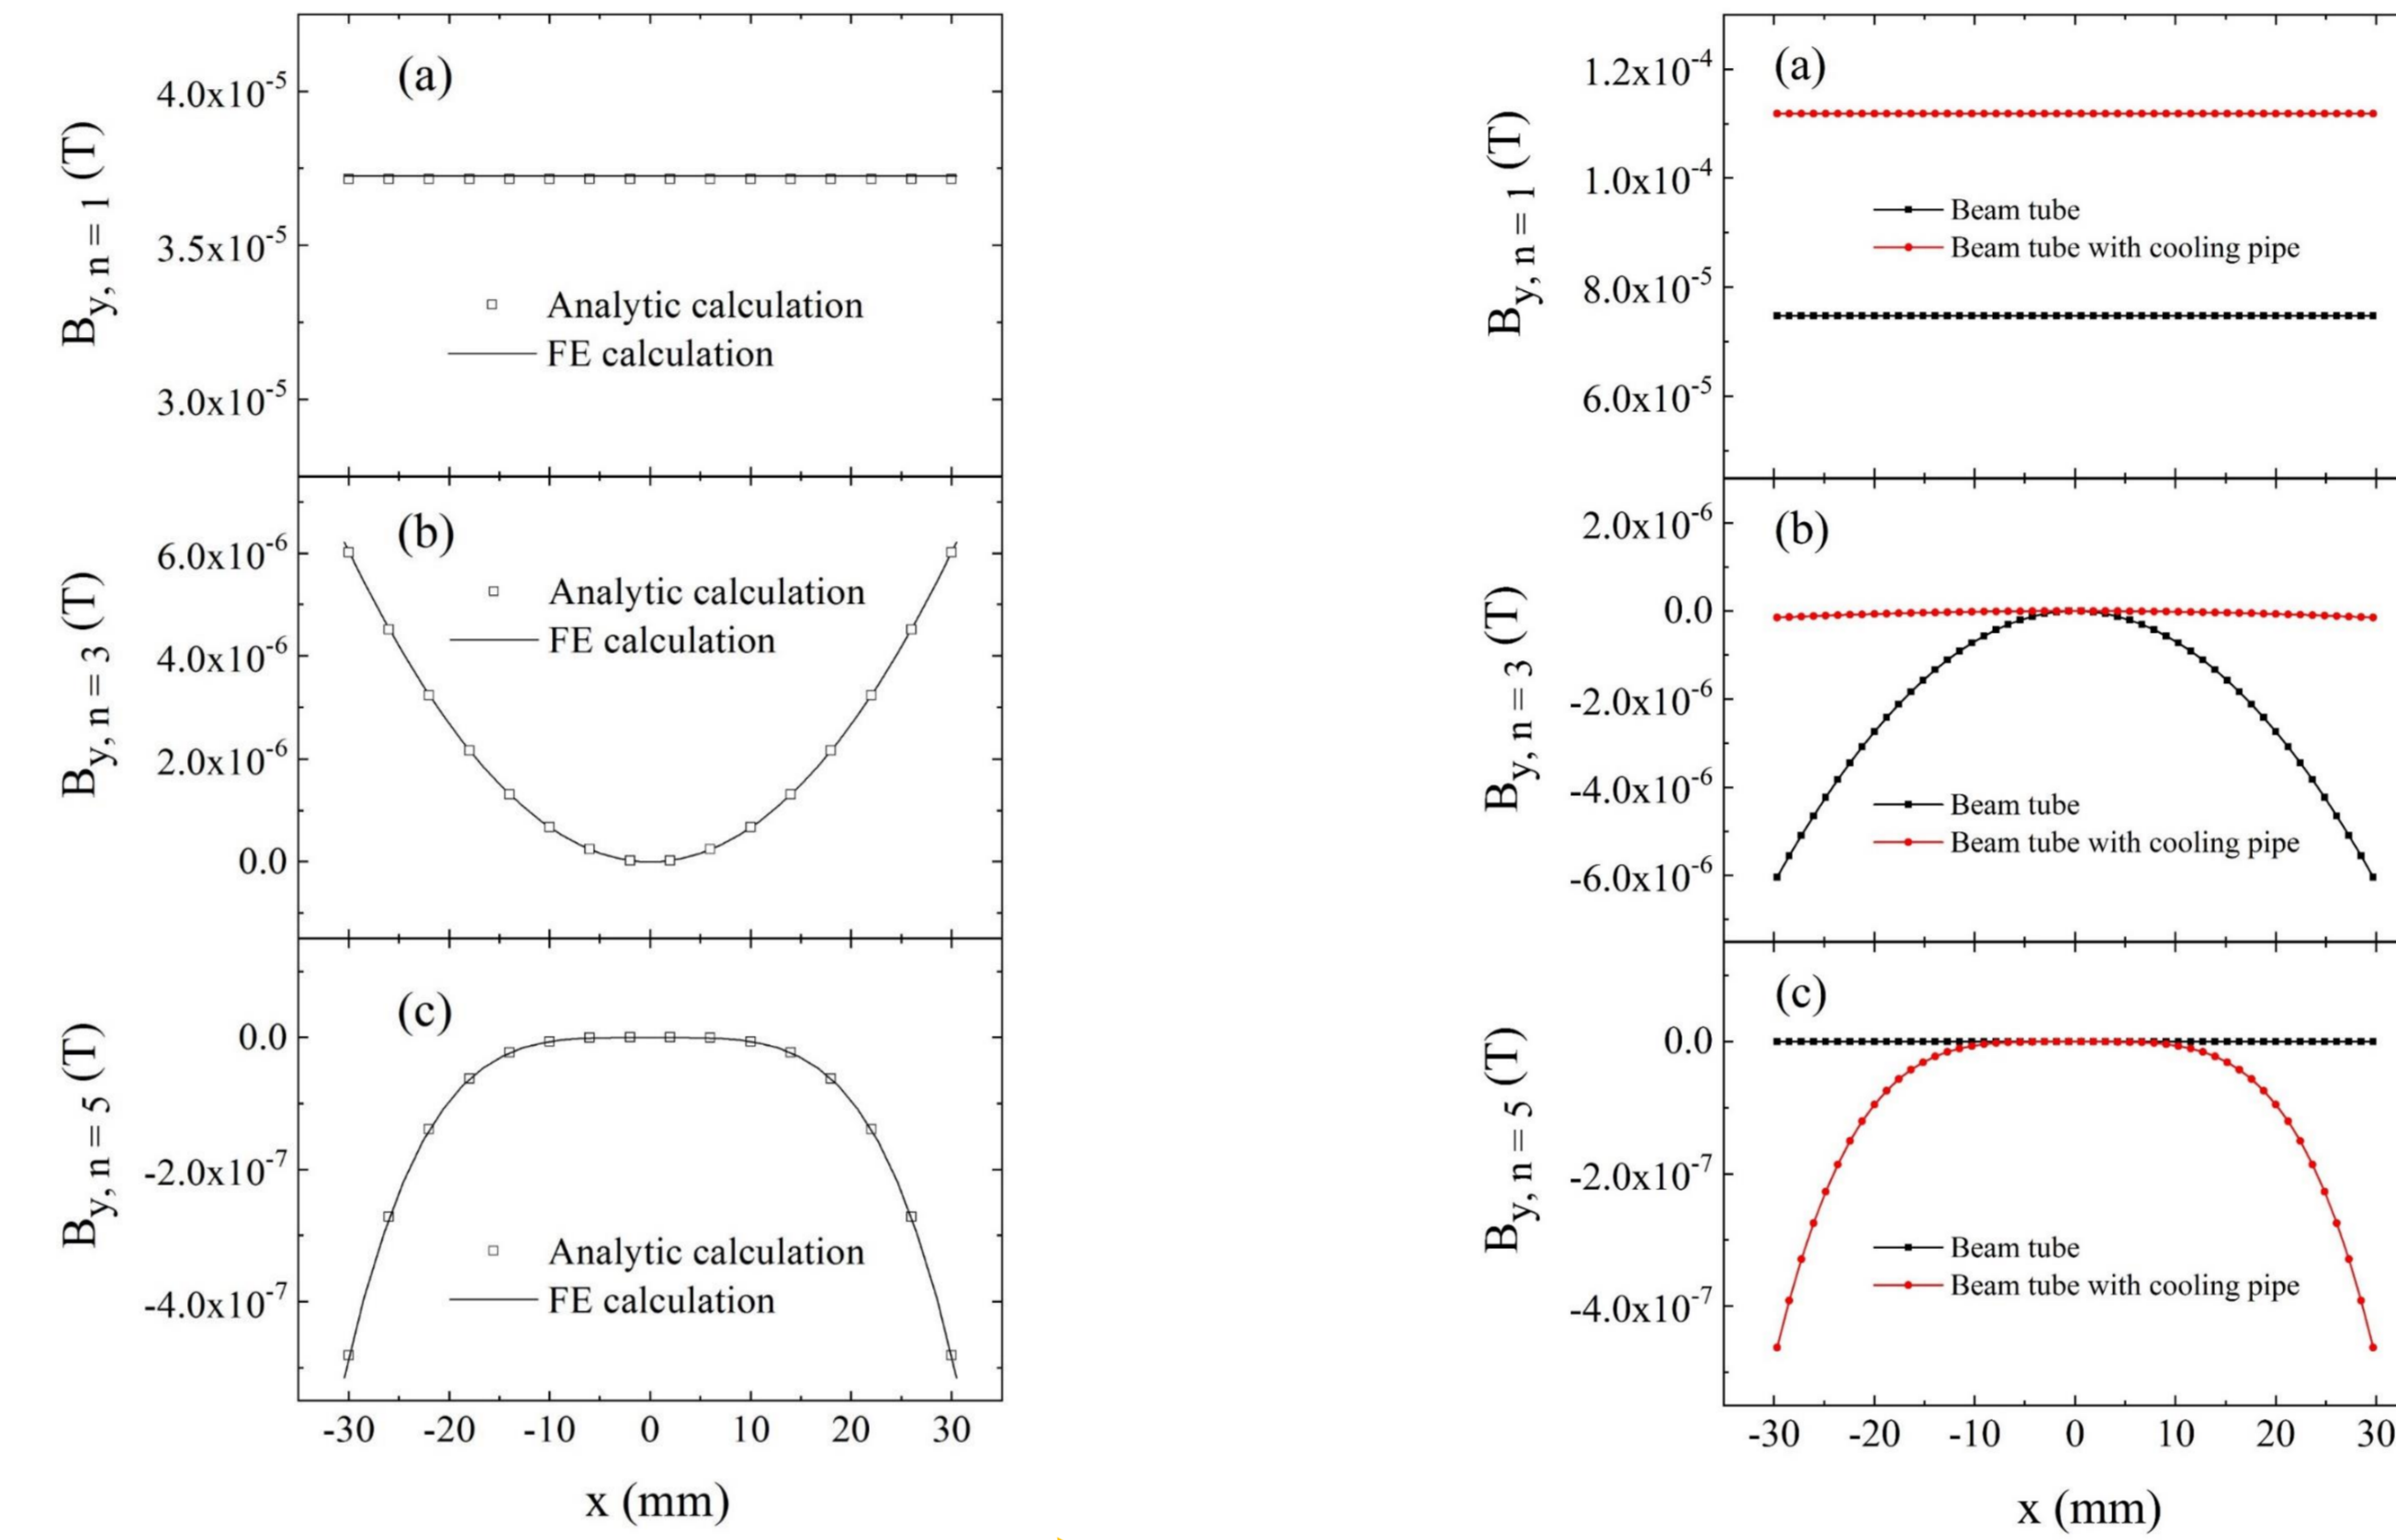 (a)
4.0x10⁻⁵
3.5x10⁻⁵
3.0x10⁻⁵
B y, n = 1 (T)
Analytic calculation
FE calculation
(b)
6.0x10⁻⁶
4.0x10⁻⁶
2.0x10⁻⁶
0.0
B y, n = 3 (T)
Analytic calculation
FE calculation
(c)
0.0
-2.0x10⁻⁷
-4.0x10⁻⁷
B y, n = 5 (T)
Analytic calculation
FE calculation
-30 -20 -10 0 10 20 30
x (mm)
(a)
1.2x10⁻⁴
1.0x10⁻⁴
8.0x10⁻⁵
6.0x10⁻⁵
B y, n = 1 (T)
Beam tube
Beam tube with cooling pipe
(b)
2.0x10⁻⁶
0.0
-2.0x10⁻⁶
-4.0x10⁻⁶
-6.0x10⁻⁶
B y, n = 3 (T)
Beam tube
Beam tube with cooling pipe
(c)
0.0
-2.0x10⁻⁷
-4.0x10⁻⁷
B y, n = 5 (T)
Beam tube
Beam tube with cooling pipe
-30 -20 -10 0 10 20 30
x (mm)